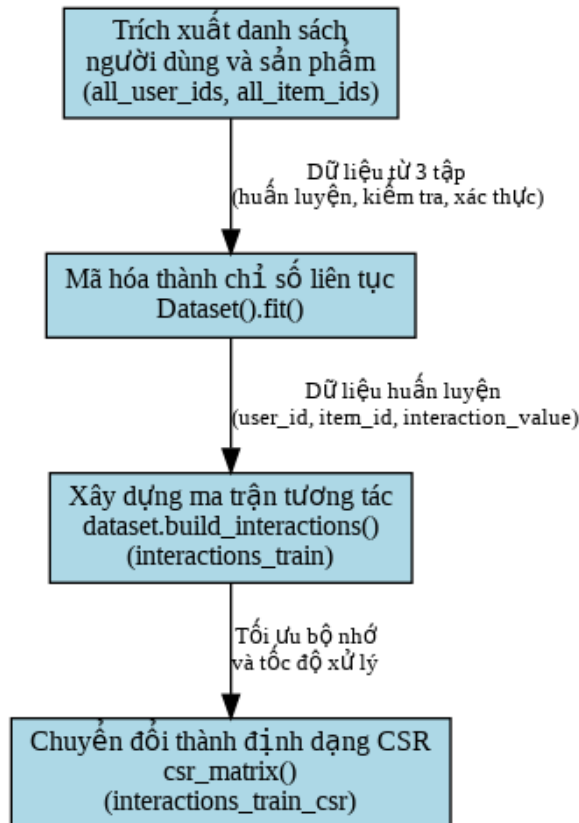 Trích xuất danh sách
người dùng và sản phẩm
(all_user_ids, all_item_ids)
Dữ liệu từ 3 tập
(huấn luyện, kiểm tra, xác thực)
Mã hóa thành chỉ số liên tục
Dataset().fit()
Dữ liệu huấn luyện
(user_id, item_id, interaction_value)
Xây dựng ma trận tương tác
dataset.build_interactions()
(interactions_train)
Tối ưu bộ nhớ
và tốc độ xử lý
Chuyển đổi thành định dạng CSR
csr_matrix()
(interactions_train_csr)